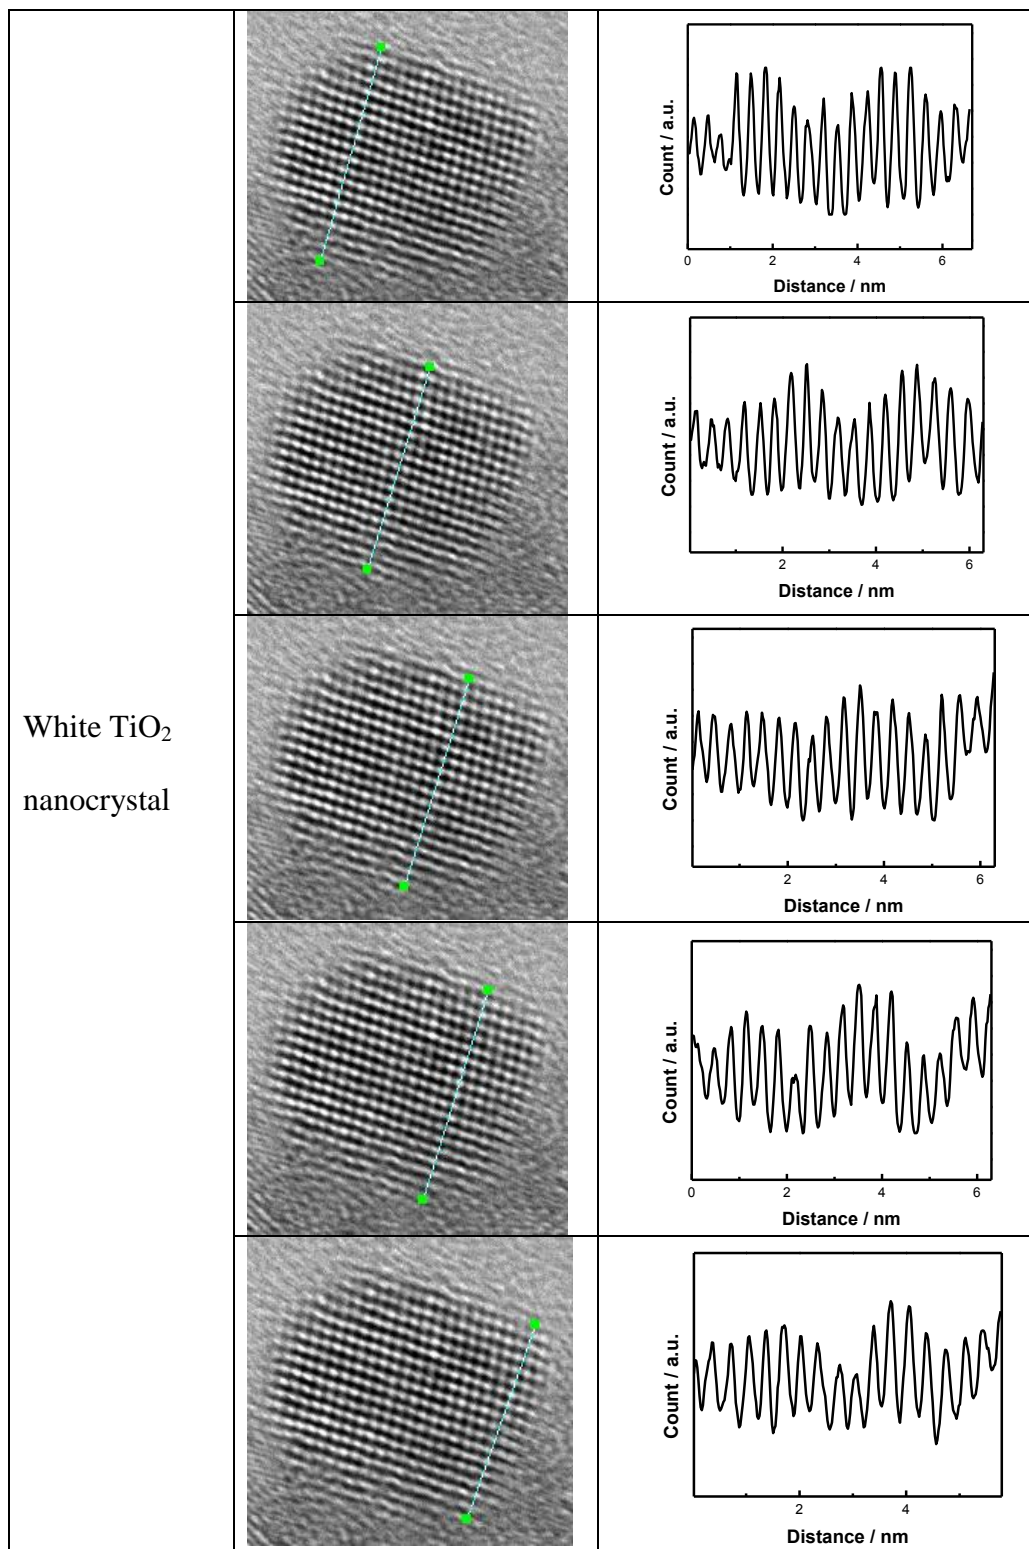 Count / a.u.
0 2 4 6
Distance / nm
Count / a.u.
2 4 6
Distance / nm
White TiO₂
nanocrystal
Count / a.u.
2 4 6
Distance / nm
Count / a.u.
0 2 4 6
Distance / nm
Count / a.u.
2 4
Distance / nm